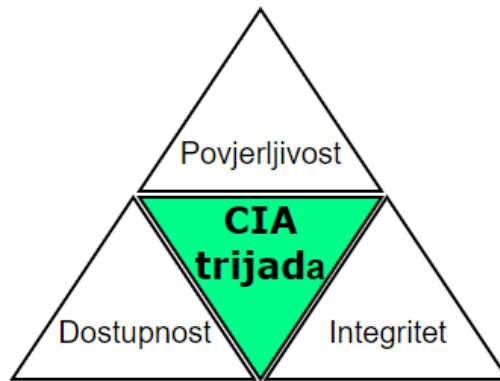 Povjerljivost
CIA
trijada
Dostupnost
Integritet